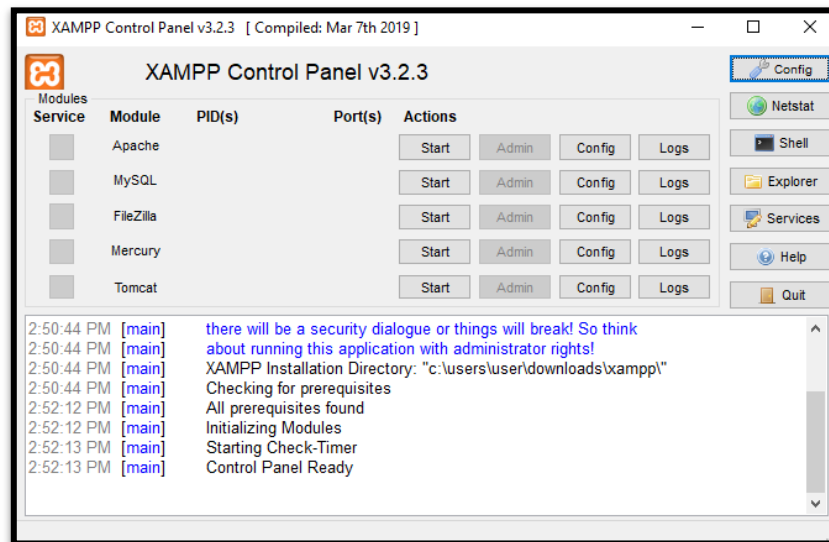 XAMPP Control Panel v3.2.3 [ Compiled: Mar 7th 2019 ]
XAMPP Control Panel v3.2.3
Config
Modules
Service Module PID(s) Port(s) Actions
Netstat
Apache Start Admin Config Logs
Shell
MySQL Start Admin Config Logs
Explorer
FileZilla Start Admin Config Logs
Services
Mercury Start Admin Config Logs
Help
Tomcat Start Admin Config Logs
Quit
2:50:44 PM [main] there will be a security dialogue or things will break! So think
2:50:44 PM [main] about running this application with administrator rights!
2:50:44 PM [main] XAMPP Installation Directory: "c:\users\user\downloads\xampp\"
2:50:44 PM [main] Checking for prerequisites
2:52:12 PM [main] All prerequisites found
2:52:12 PM [main] Initializing Modules
2:52:13 PM [main] Starting Check-Timer
2:52:13 PM [main] Control Panel Ready